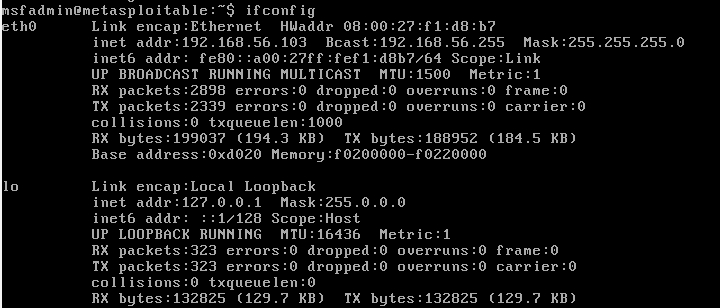 msfadmin@metasploitable:~$ ifconfig
eth0      Link encap:Ethernet  HWaddr 08:00:27:f1:d8:b7
          inet addr:192.168.56.103  Bcast:192.168.56.255  Mask:255.255.255.0
          inet6 addr: fe80::a00:27ff:fef1:d8b7/64 Scope:Link
          UP BROADCAST RUNNING MULTICAST  MTU:1500  Metric:1
          RX packets:2898 errors:0 dropped:0 overruns:0 frame:0
          TX packets:2339 errors:0 dropped:0 overruns:0 carrier:0
          collisions:0 txqueuelen:1000
          RX bytes:199037 (194.3 KB)  TX bytes:188952 (184.5 KB)
          Base address:0xd020 Memory:f0200000-f0220000
lo        Link encap:Local Loopback
          inet addr:127.0.0.1  Mask:255.0.0.0
          inet6 addr: ::1/128 Scope:Host
          UP LOOPBACK RUNNING  MTU:16436  Metric:1
          RX packets:323 errors:0 dropped:0 overruns:0 frame:0
          TX packets:323 errors:0 dropped:0 overruns:0 carrier:0
          collisions:0 txqueuelen:0
          RX bytes:132825 (129.7 KB)  TX bytes:132825 (129.7 KB)